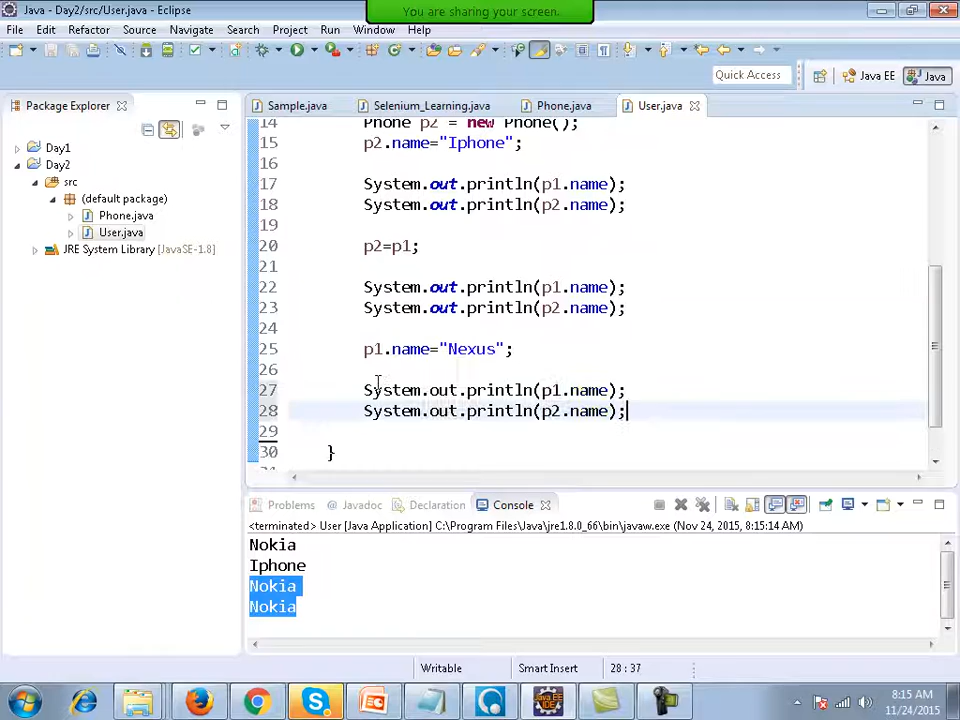 You are sharing your screen.
Java - Day2/src/User.java - Eclipse
File Edit Refactor Source Navigate Search Project Run Window Help
Quick Access
Java EE
Java
Package Explorer
Sample.java
Selenium_Learning.java
Phone.java
User.java
Day1
Day2
src
(default package)
Phone.java
User.java
JRE System Library [JavaSE-1.8]
14 Phone p2 = new Phone();
15 p2.name="Iphone";
16
17 System.out.println(p1.name);
18 System.out.println(p2.name);
19
20 p2=p1;
21
22 System.out.println(p1.name);
23 System.out.println(p2.name);
24
25 p1.name="Nexus";
26
27 System.out.println(p1.name);
28 System.out.println(p2.name);
29
30 }
Problems @ Javadoc Declaration Console
<terminated> User [Java Application] C:\Program Files\Java\jre1.8.0_66\bin\javaw.exe (Nov 24, 2015, 8:15:14 AM)
Nokia
Iphone
Nokia
Nokia
Writable Smart Insert 28 : 37
8:15 AM
11/24/2015